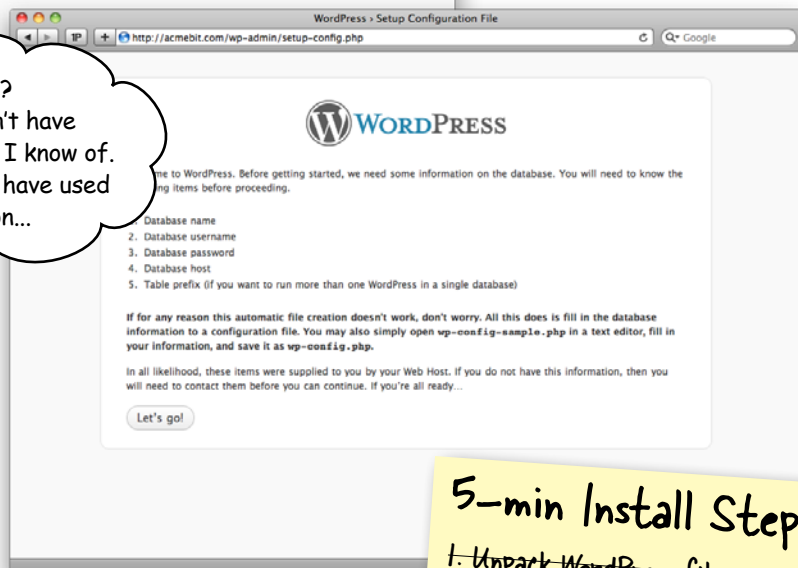 WordPress › Setup Configuration File
http://acmebit.com/wp-admin/setup-config.php
Google
?
have
I know of.
have used
WORDPRESS
to WordPress. Before getting started, we need some information on the database. You will need to know the
items before proceeding.
Database name
2. Database username
3. Database password
4. Database host
5. Table prefix (if you want to run more than one WordPress in a single database)
If for any reason this automatic file creation doesn't work, don't worry. All this does is fill in the database
information to a configuration file. You may also simply open wp-config-sample.php in a text editor, fill in
your information, and save it as wp-config.php.
In all likelihood, these items were supplied to you by your Web Host. If you do not have this information, then you
will need to contact them before you can continue. If you're all ready...
Let's go!
5-min Install Step
1. Unpack WordPress